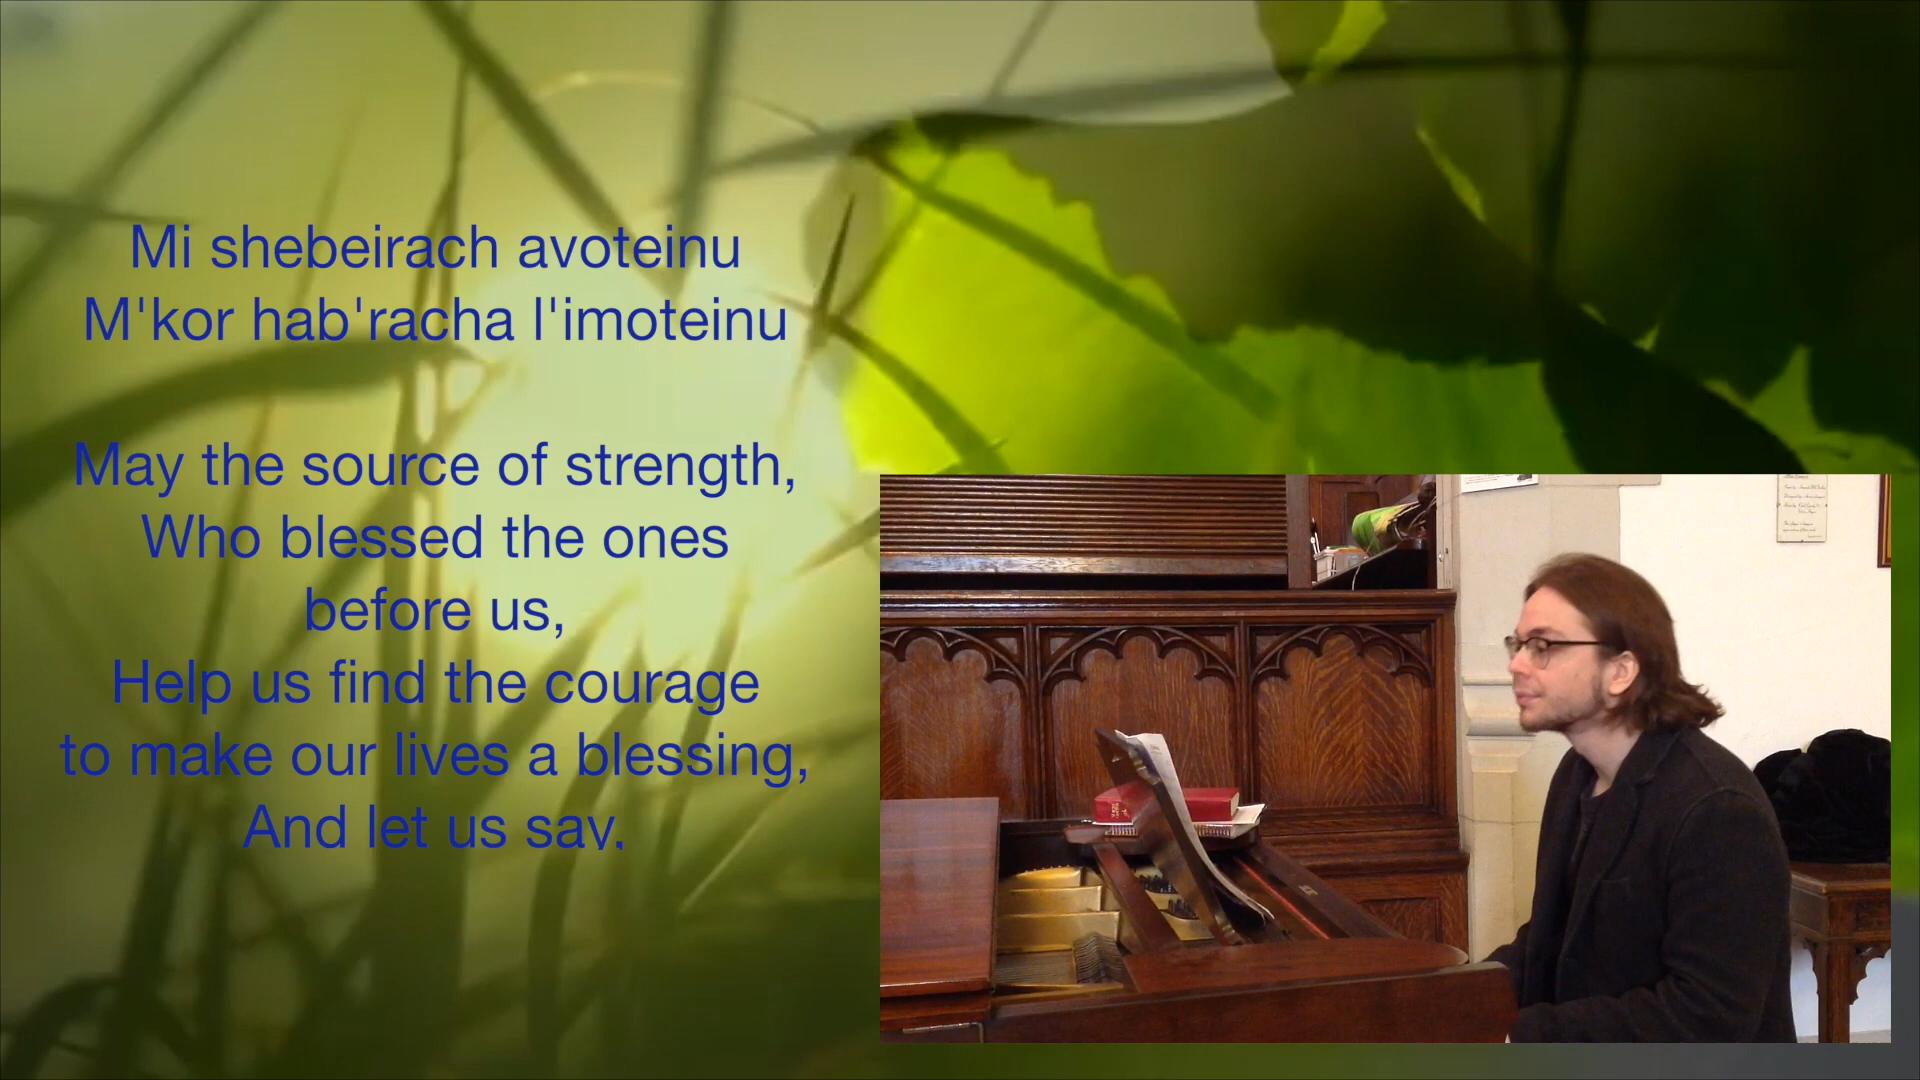 Mi shebeirach avoteinu
M'kor hab'racha l'imoteinu
May the source of strength,
Who blessed the ones
before us,
Help us find the courage
to make our lives a blessing,
And let us say,